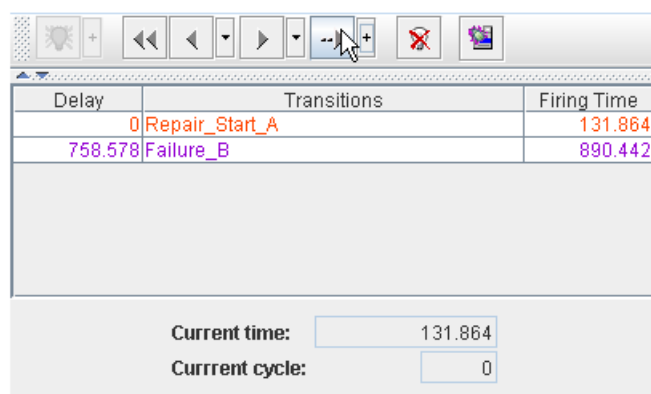 Delay Transitions Firing Time
0 Repair_Start_A 131.864
758.578 Failure_B 890.442
Current time: 131.864
Currrent cycle: 0